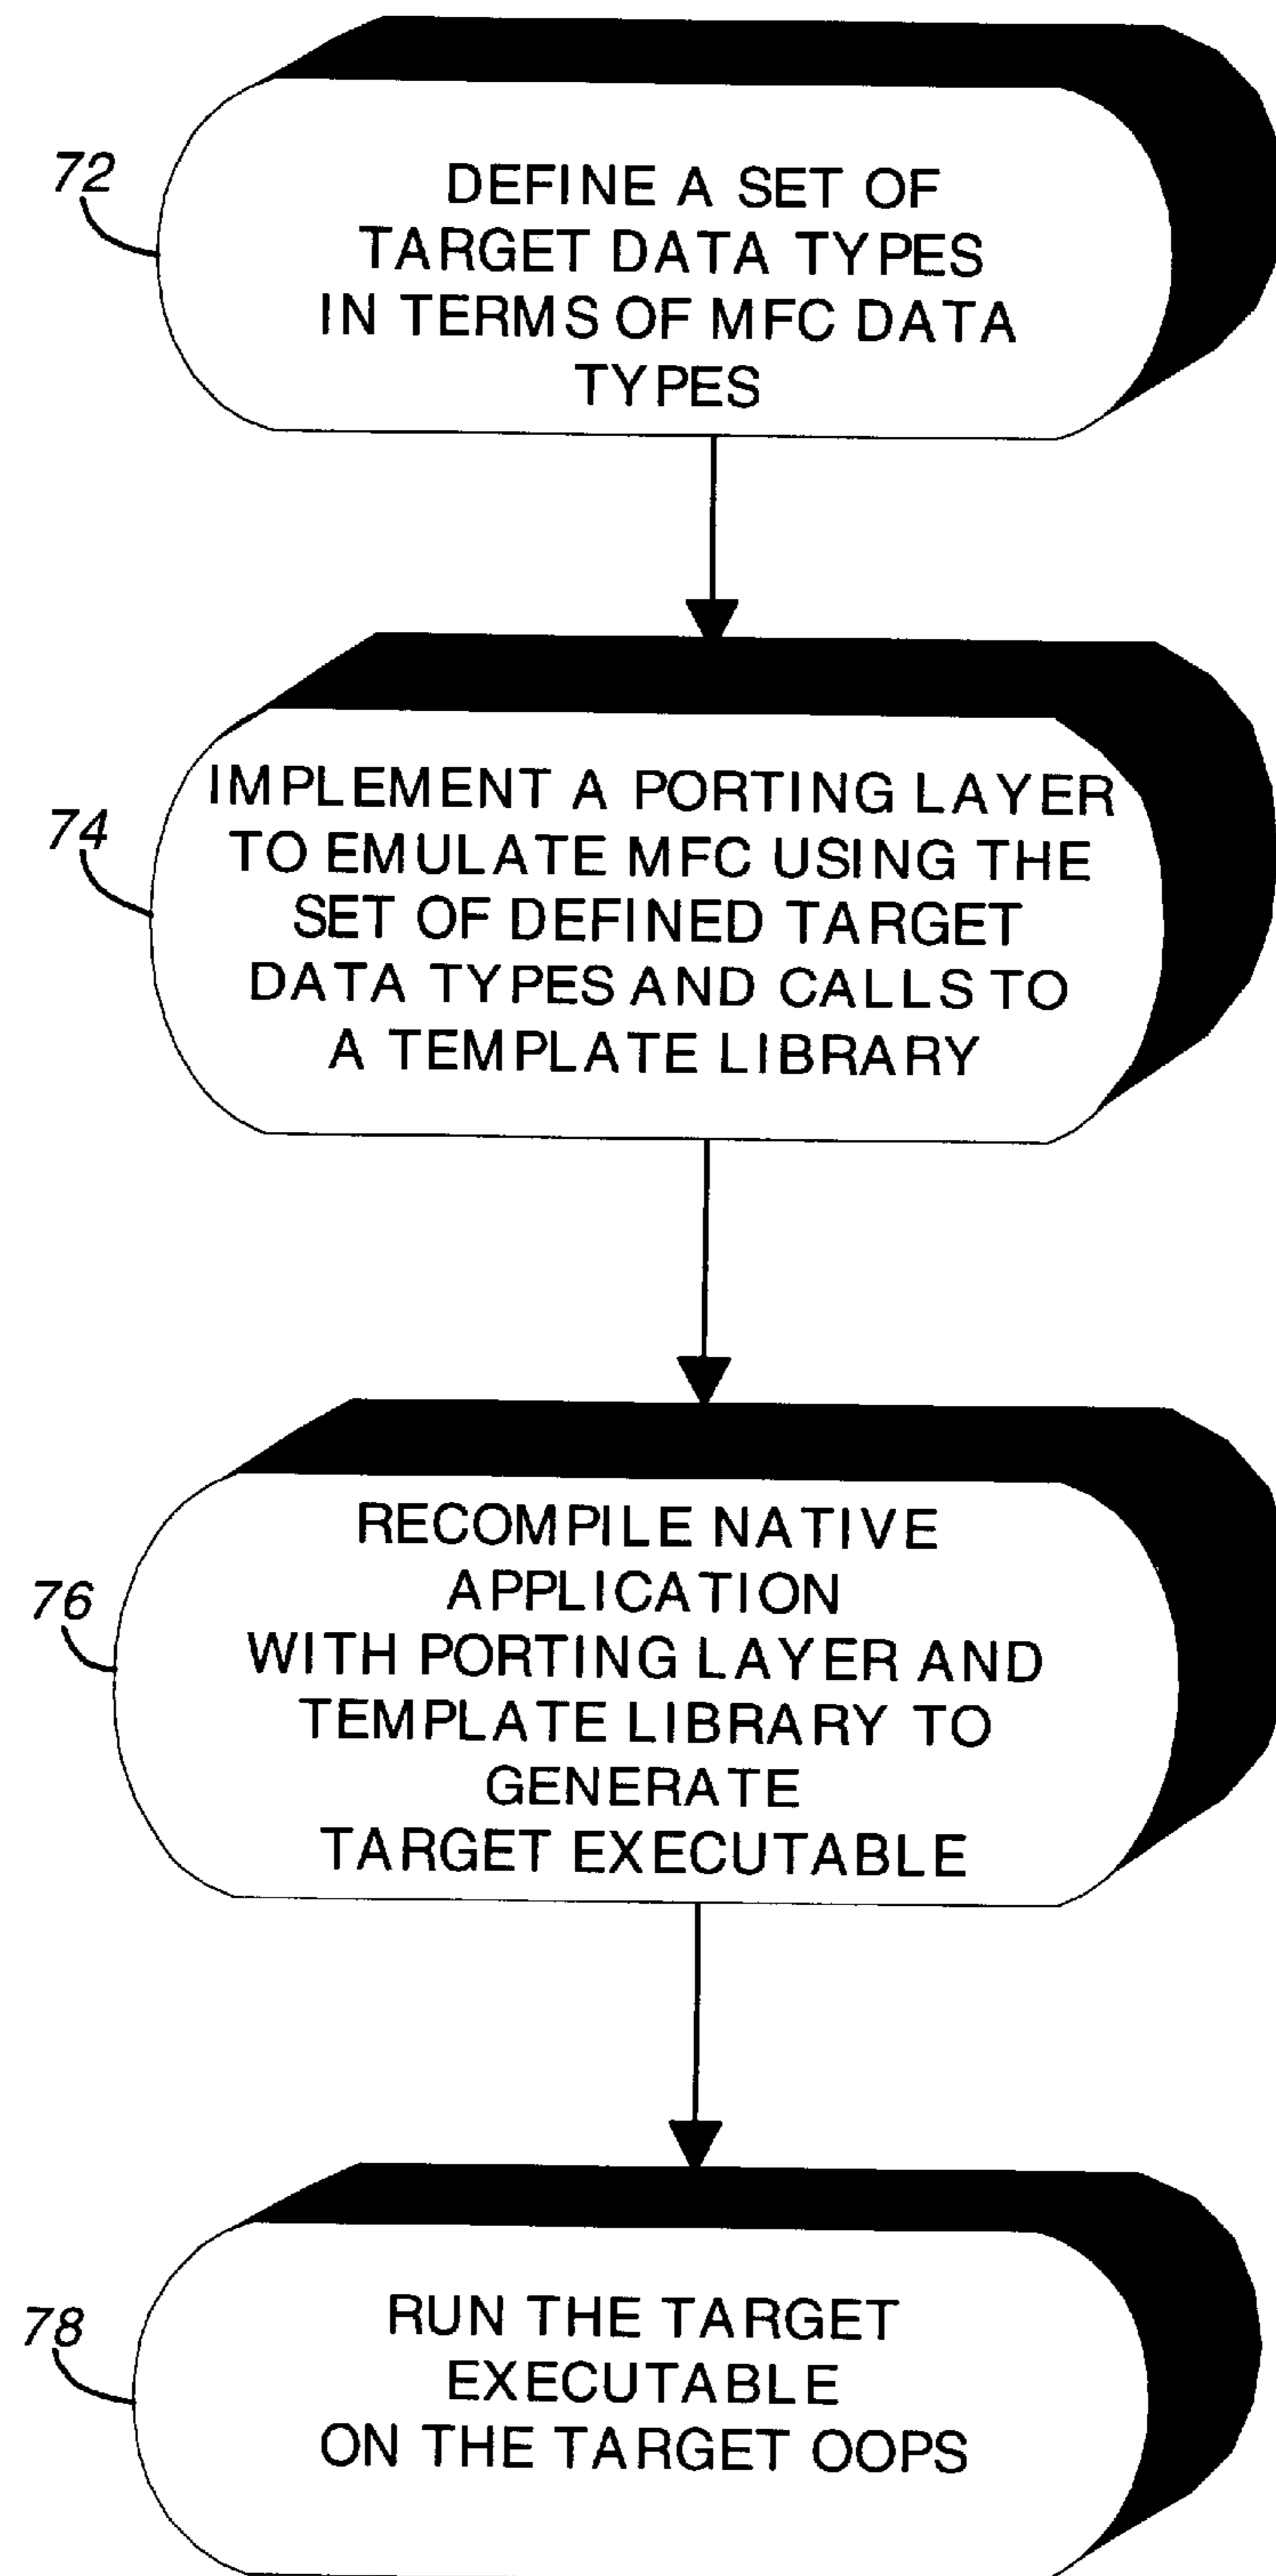 72
DEFINE A SET OF
TARGET DATA TYPES
IN TERMS OF MFC DATA
TYPES
74
IMPLEMENT A PORTING LAYER
TO EMULATE MFC USING THE
SET OF DEFINED TARGET
DATA TYPES AND CALLS TO
A TEMPLATE LIBRARY
76
RECOMPILE NATIVE
APPLICATION
WITH PORTING LAYER AND
TEMPLATE LIBRARY TO
GENERATE
TARGET EXECUTABLE
78
RUN THE TARGET
EXECUTABLE
ON THE TARGET OOPS